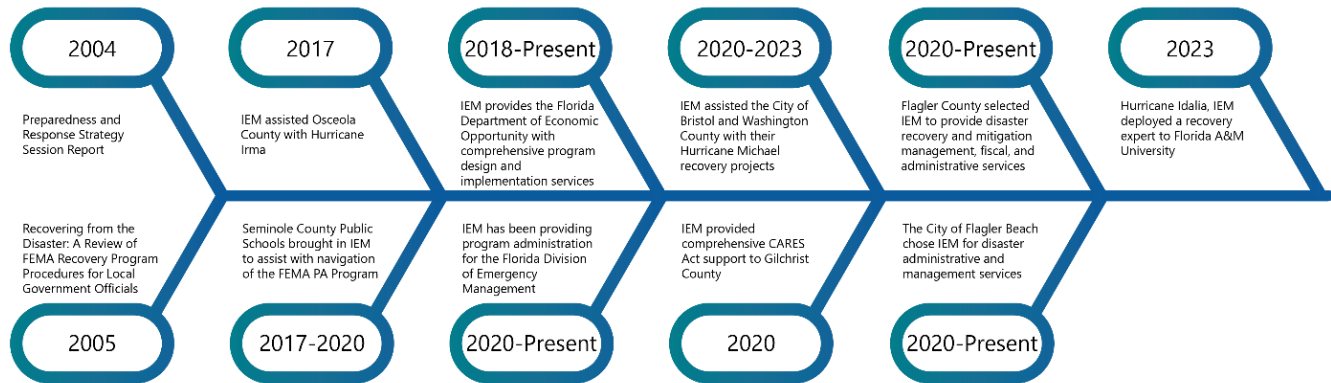 2004
2017
2018-Present
2020-2023
2020-Present
2023
Preparedness and
Response Strategy
Session Report
IEM assisted Osceola
County with Hurricane
Irma
IEM provides the Florida
Department of Economic
Opportunity with
comprehensive program
design and
implementation services
IEM assisted the City of
Bristol and Washington
County with their
Hurricane Michael
recovery projects
Flagler County selected
IEM to provide disaster
recovery and mitigation
management, fiscal, and
administrative services
Hurricane Idalia, IEM
deployed a recovery
expert to Florida A&M
University
Recovering from the
Disaster: A Review of
FEMA Recovery Program
Procedures for Local
Government Officials
Seminole County Public
Schools brought in IEM
to assist with navigation
of the FEMA PA Program
IEM has been providing
program administration
for the Florida Division
of Emergency
Management
IEM provided
comprehensive CARES
Act support to Gilchrist
County
The City of Flagler Beach
chose IEM for disaster
administrative and
management services
2005
2017-2020
2020-Present
2020
2020-Present